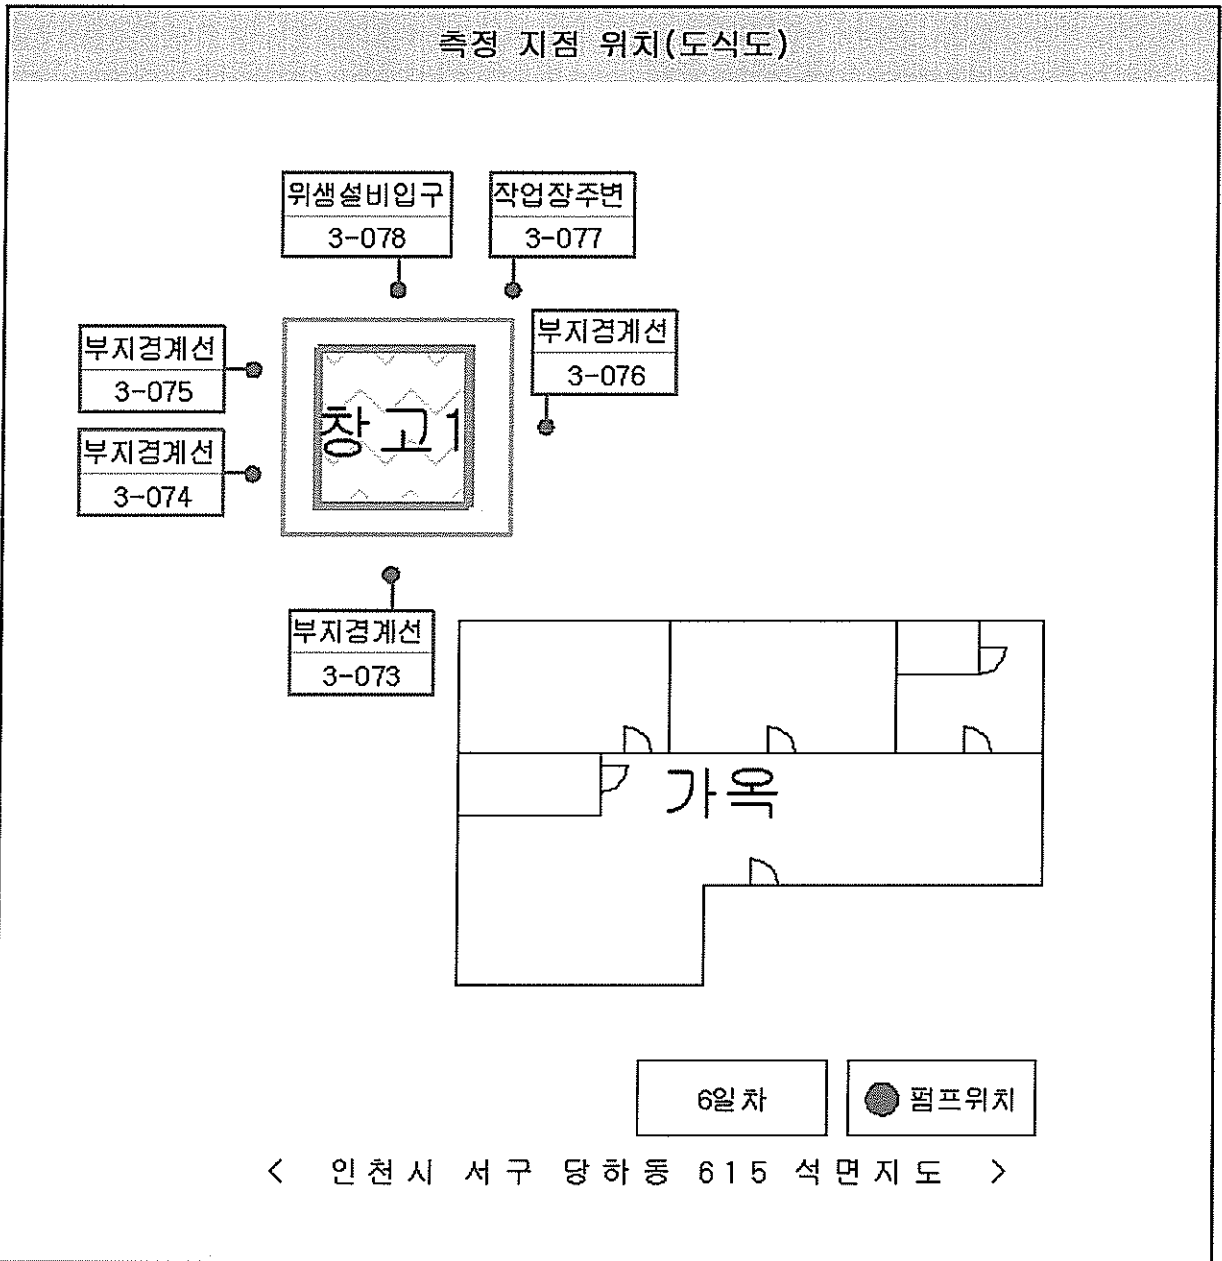 측정 지점 위치(도식도)
위생설비입구
3-078
작업장주변
3-077
부지경계선
3-075
부지경계선
3-076
창고1
부지경계선
3-074
부지경계선
3-073
가옥
6일차
펌프위치
< 인천시 서구 당하동 615 석면지도 >